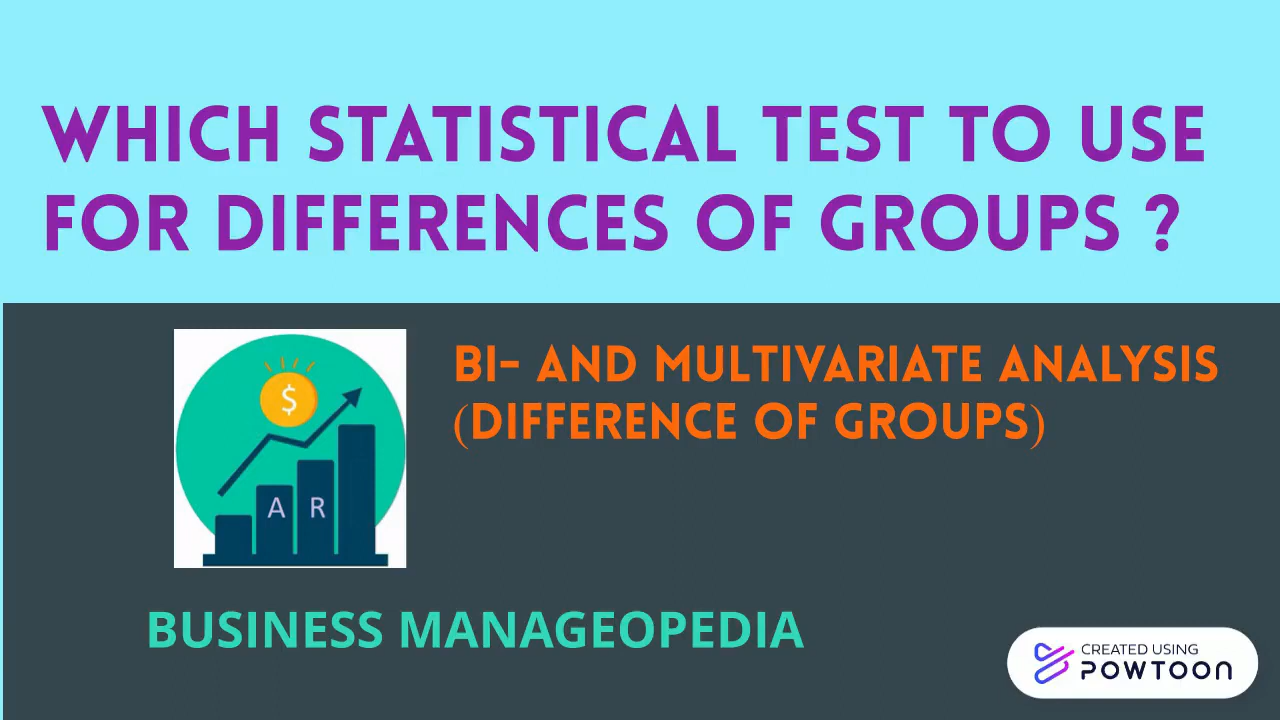 WHICH STATISTICAL TEST TO USE
FOR DIFFERENCES OF GROUPS ?
$
BI- AND MULTIVARIATE ANALYSIS
(DIFFERENCE OF GROUPS)
A R
BUSINESS MANAGEOPEDIA
CREATED USING
POWTOON